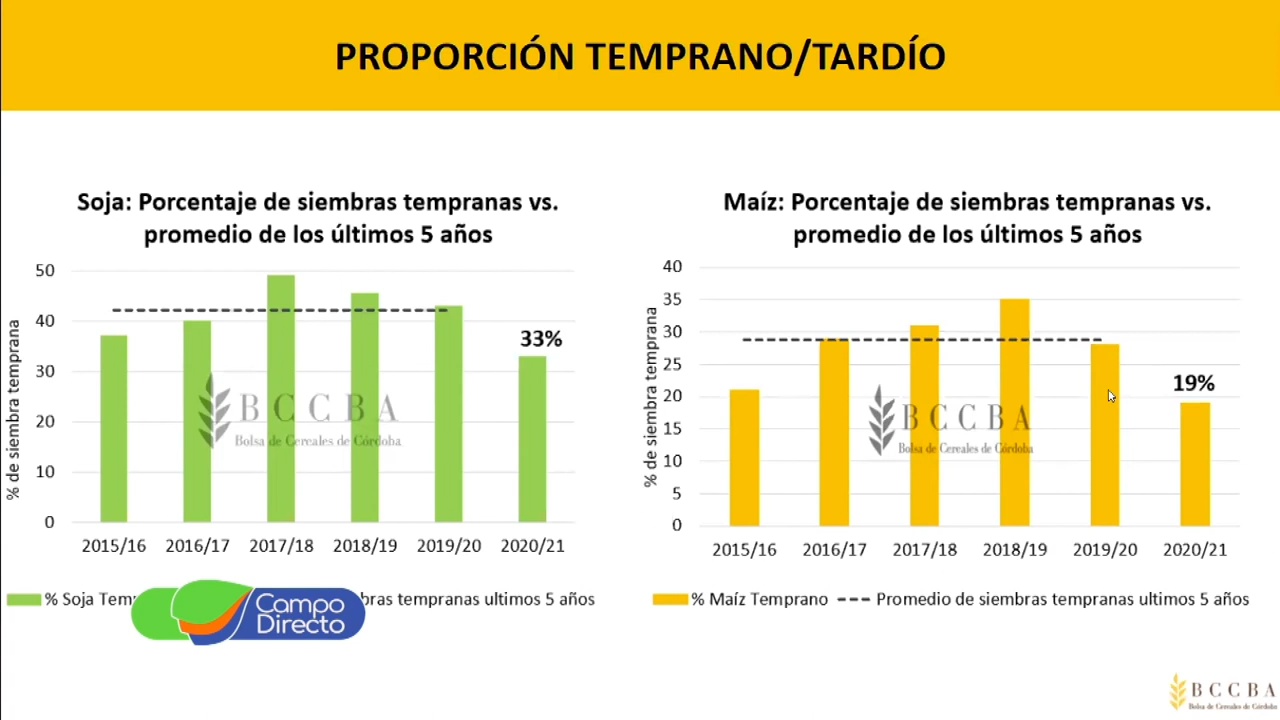 PROPORCIÓN TEMPRANO/TARDÍO
Soja: Porcentaje de siembras tempranas vs.
promedio de los últimos 5 años
% de siembra temprana
50
40
30
20
10
0
33%
BCCBA
Bolsa de Cereales de Córdoba
2015/16 2016/17 2017/18 2018/19 2019/20 2020/21
% Soja
tempranas ultimos 5 años
Campo
Directo
Maíz: Porcentaje de siembras tempranas vs.
promedio de los últimos 5 años
% de siembra temprana
40
35
30
25
20
15
10
5
0
19%
BCCBA
Bolsa de Cereales de Córdoba
2015/16 2016/17 2017/18 2018/19 2019/20 2020/21
% Maíz Temprano Promedio de siembras tempranas ultimos 5 años
BCCBA
Bolsa de Cereales de Córdoba